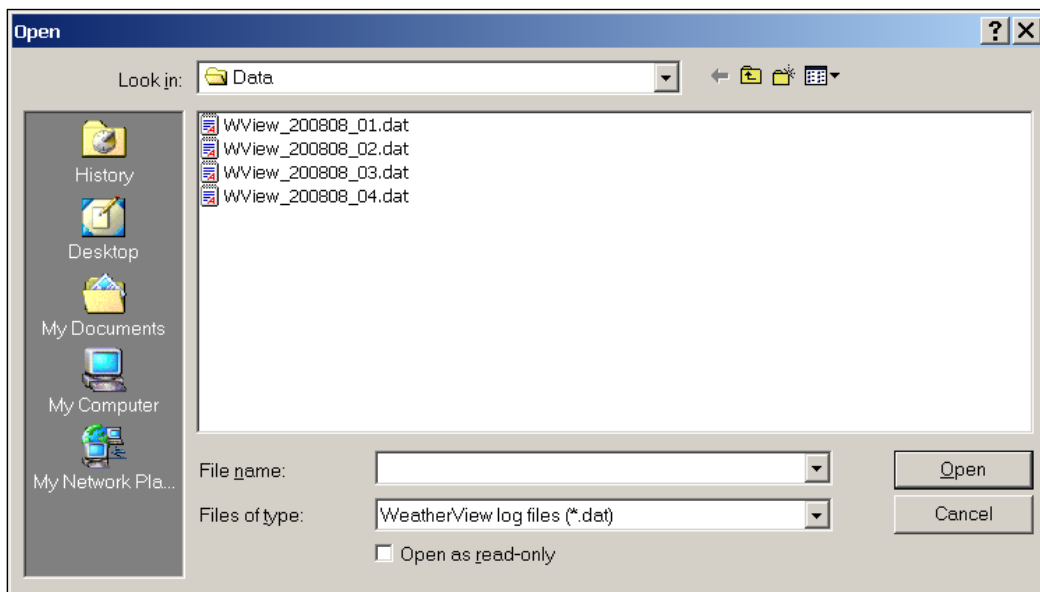 Open
Look in:
Data
History
Desktop
My Documents
My Computer
My Network Pla...
WView_200808_01.dat
WView_200808_02.dat
WView_200808_03.dat
WView_200808_04.dat
File name:
Open
Files of type:
WeatherView log files (*.dat)
Cancel
Open as read-only